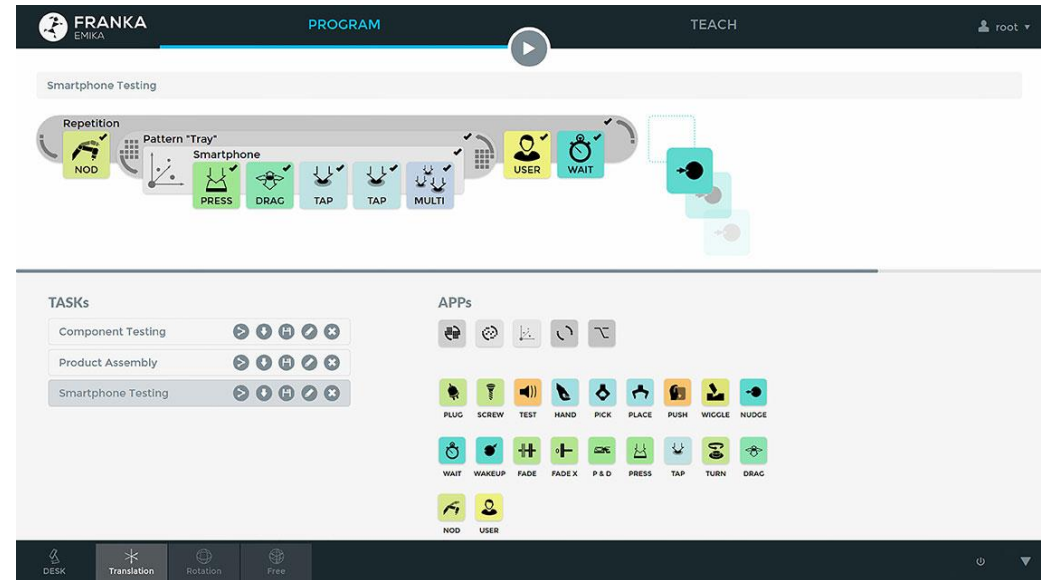 FRANKA
EMIKA
PROGRAM
TEACH
root
Smartphone Testing
Repetition
NOD
Pattern "Tray"
Smartphone
PRESS DRAG TAP TAP MULTI
USER WAIT
TASKs
Component Testing
Product Assembly
Smartphone Testing
APPs
PLUG SCREW TEST HAND PICK PLACE PUSH WIGGLE NUDGE
WAIT WAKEUP FADE FADE X P & D PRESS TAP TURN DRAG
NOD USER
DESK Translation Rotation Free